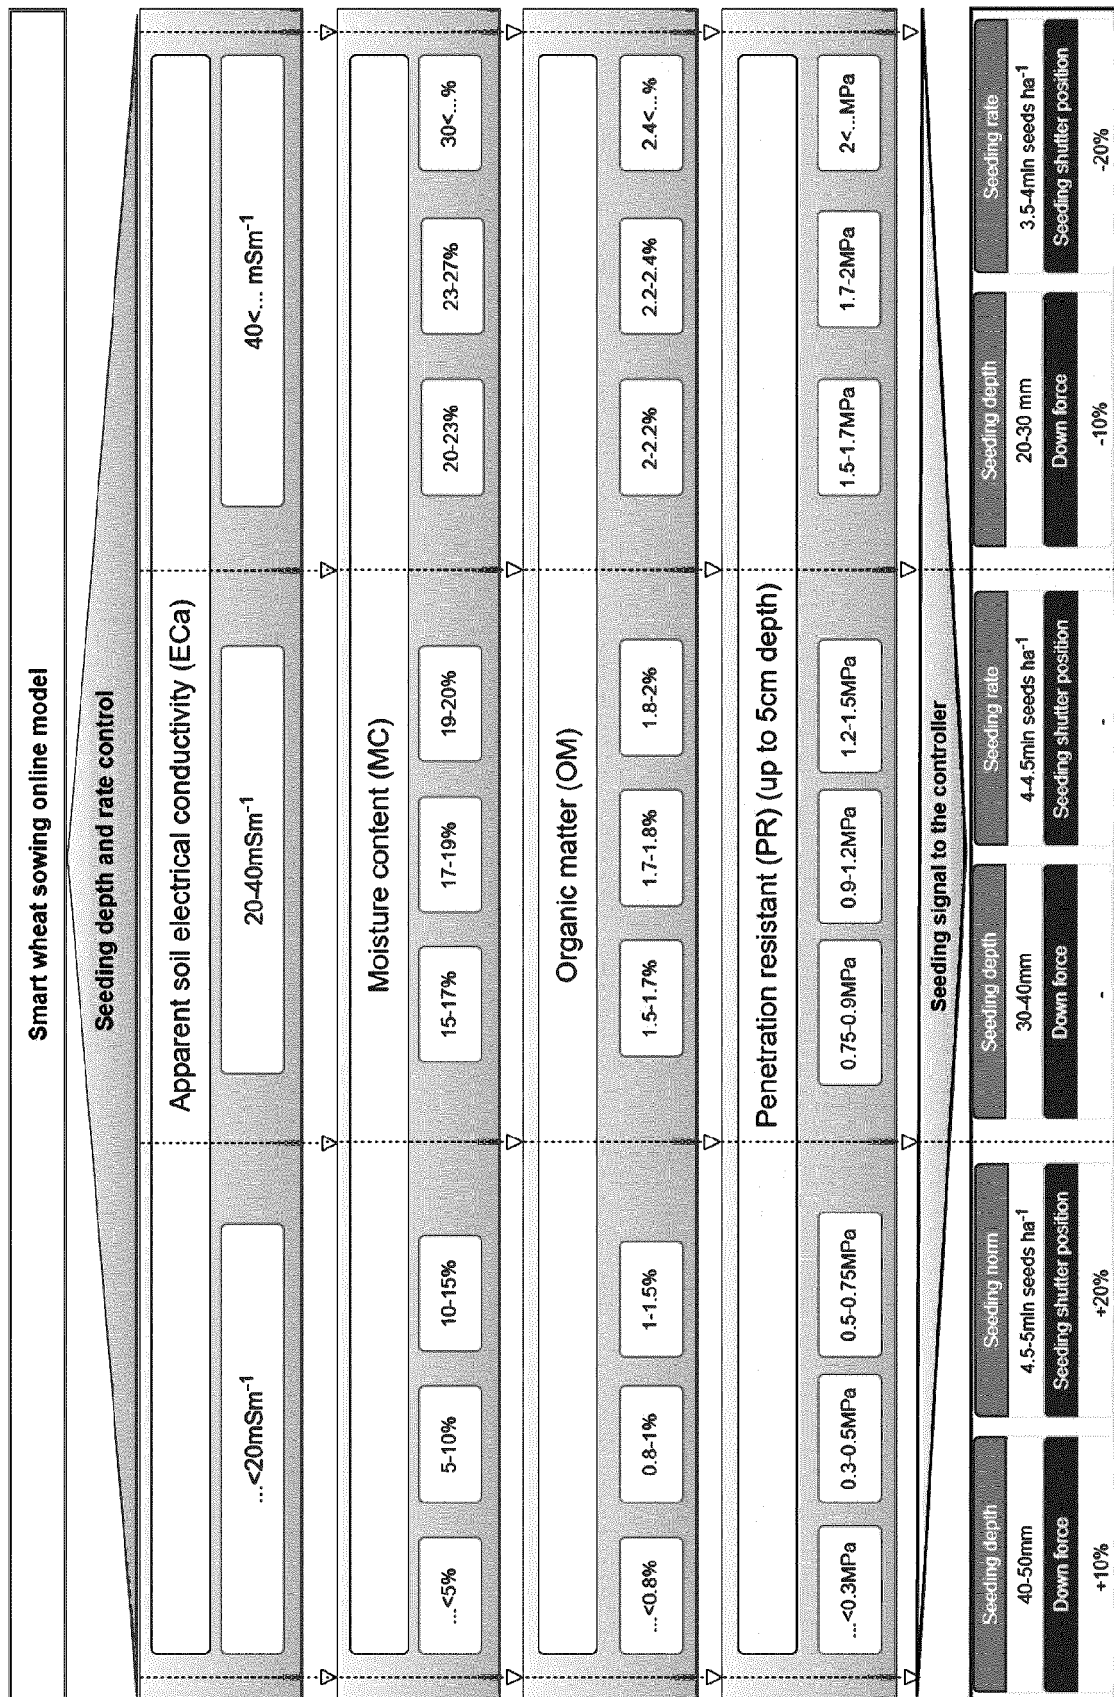 Smart wheat sowing online model
Seeding depth and rate control
Apparent soil electrical conductivity (ECa)
...<20mSm⁻¹
20-40mSm⁻¹
40<... mSm⁻¹
Moisture content (MC)
...<5%
5-10%
10-15%
15-17%
17-19%
19-20%
20-23%
23-27%
30<...%
Organic matter (OM)
...<0.8%
0.8-1%
1-1.5%
1.5-1.7%
1.7-1.8%
1.8-2%
2-2.2%
2.2-2.4%
2.4<...%
Penetration resistant (PR) (up to 5cm depth)
...<0.3MPa
0.3-0.5MPa
0.5-0.75MPa
0.75-0.9MPa
0.9-1.2MPa
1.2-1.5MPa
1.5-1.7MPa
1.7-2MPa
2<...MPa
Seeding signal to the controller
Seeding depth
40-50mm
Down force
+10%
Seeding norm
4.5-5mln seeds ha⁻¹
Seeding shutter position
+20%
Seeding depth
30-40mm
Down force
-
Seeding rate
4-4.5mln seeds ha⁻¹
Seeding shutter position
-
Seeding depth
20-30 mm
Down force
-10%
Seeding rate
3.5-4mln seeds ha⁻¹
Seeding shutter position
-20%